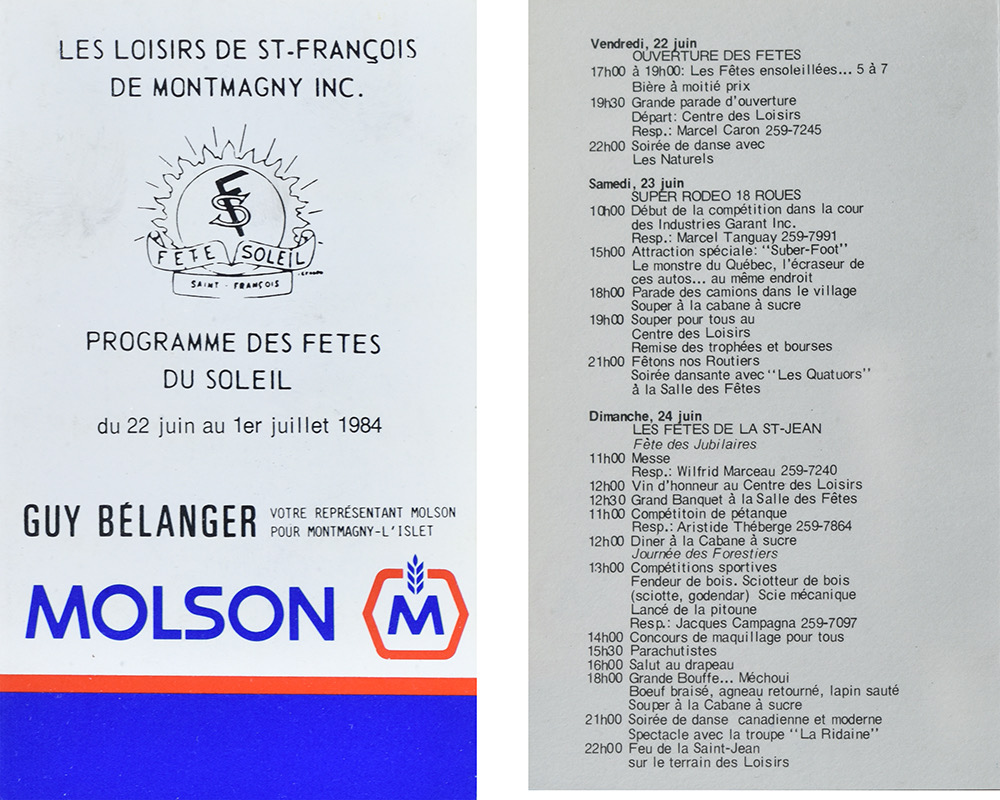 LES LOISIRS DE ST-FRANÇOIS
DE MONTMAGNY INC.
FS
FETE SOLEIL
SAINT - FRANÇOIS
PROGRAMME DES FETES
DU SOLEIL
du 22 juin au 1er juillet 1984
GUY BÉLANGER
VOTRE REPRÉSENTANT MOLSON
POUR MONTMAGNY-L'ISLET
MOLSON
M
Vendredi, 22 juin
OUVERTURE DES FETES
17h00 à 19h00: Les Fêtes ensoleillées... 5 à 7
Bière à moitié prix
19h30 Grande parade d'ouverture
Départ: Centre des Loisirs
Resp.: Marcel Caron 259-7245
22h00 Soirée de danse avec
Les Naturels
Samedi, 23 juin
SUPER RODEO 18 ROUES
10h00 Début de la compétition dans la cour
des Industries Garant Inc.
Resp.: Marcel Tanguay 259-7991
15h00 Attraction spéciale: "Suber-Foot"
Le monstre du Québec, l'écraseur de
ces autos... au même endroit
18h00 Parade des camions dans le village
Souper à la cabane à sucre
19h00 Souper pour tous au
Centre des Loisirs
Remise des trophées et bourses
21h00 Fêtons nos Routiers
Soirée dansante avec "Les Quatuors"
à la Salle des Fêtes
Dimanche, 24 juin
LES FETES DE LA ST-JEAN
Fête des Jubilaires
11h00 Messe
Resp.: Wilfrid Marceau 259-7240
12h00 Vin d'honneur au Centre des Loisirs
12h30 Grand Banquet à la Salle des Fêtes
11h00 Compétitoin de pétanque
Resp.: Aristide Théberge 259-7864
12h00 Diner à la Cabane à sucre
Journée des Forestiers
13h00 Compétitions sportives
Fendeur de bois. Sciotteur de bois
(sciotte, godendar) Scie mécanique
Lancé de la pitoune
Resp.: Jacques Campagna 259-7097
14h00 Concours de maquillage pour tous
15h30 Parachutistes
16h00 Salut au drapeau
18h00 Grande Bouffe... Méchoui
Boeuf braisé, agneau retourné, lapin sauté
Souper à la Cabane à sucre
21h00 Soirée de danse canadienne et moderne
Spectacle avec la troupe "La Ridaine"
22h00 Feu de la Saint-Jean
sur le terrain des Loisirs